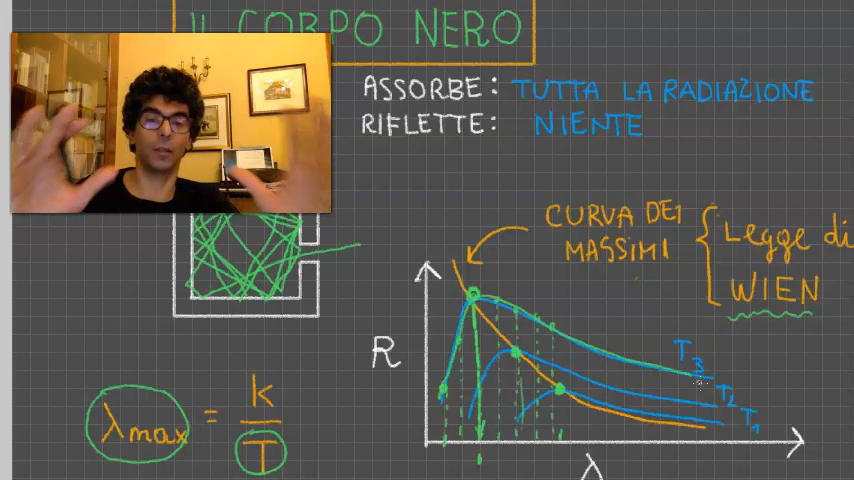 IL CORPO NERO
ASSORBE: TUTTA LA RADIAZIONE
RIFLETTE: NIENTE
CURVA DEI
MASSIMI
Legge di
WIEN
R
T3
T2
T1
λ
λmax = k
T